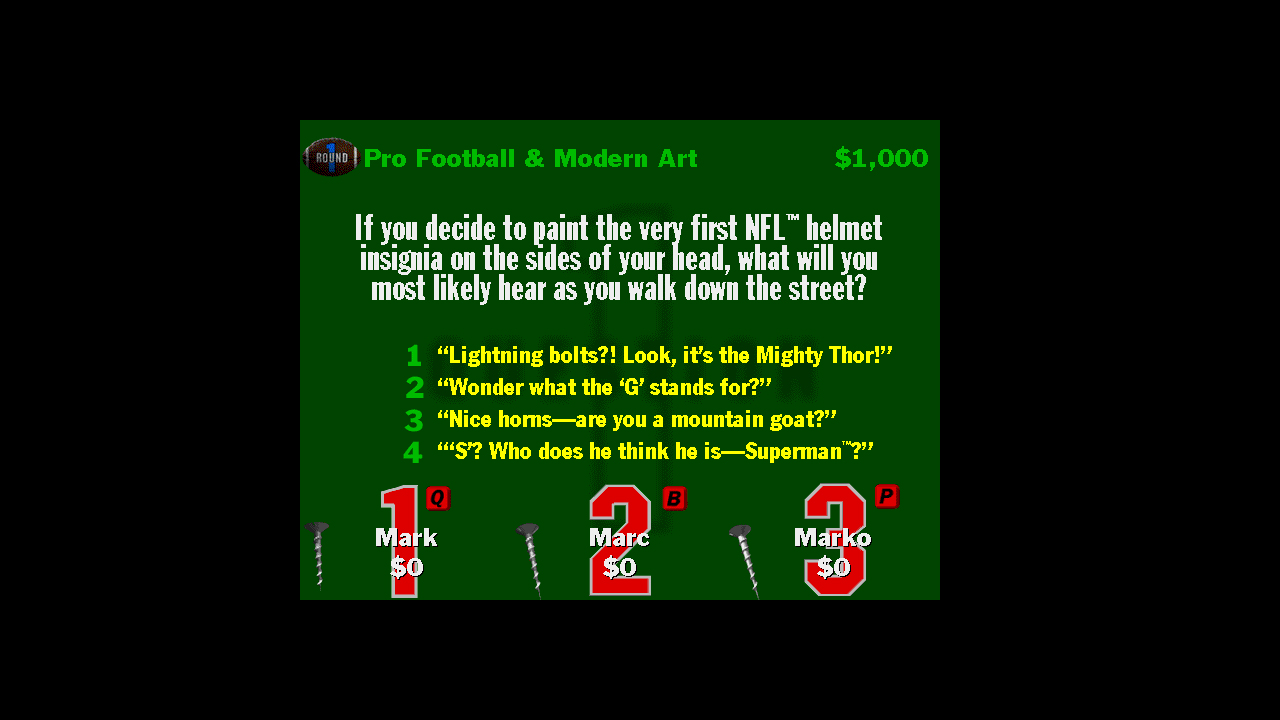 1
ROUND
Pro Football & Modern Art
$1,000
If you decide to paint the very first NFL™ helmet
insignia on the sides of your head, what will you
most likely hear as you walk down the street?
1 “Lightning bolts?! Look, it’s the Mighty Thor!”
2 “Wonder what the ‘G’ stands for?”
3 “Nice horns—are you a mountain goat?”
4 “‘S’? Who does he think he is—Superman™?”
1 Q
Mark
$0
2 B
Marc
$0
3 P
Marko
$0